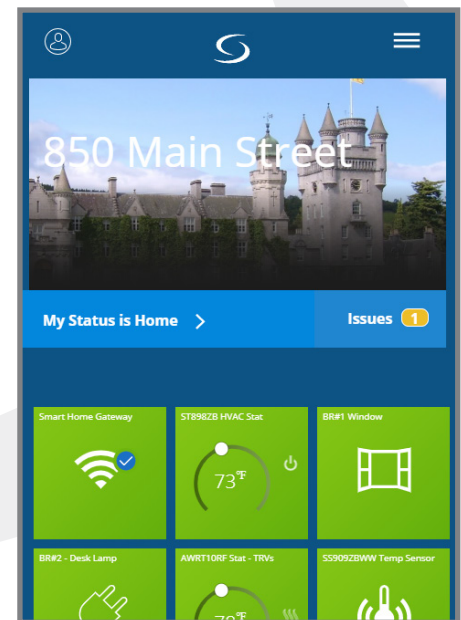 850 Main Street
My Status is Home
Issues 1
Smart Home Gateway
ST898ZB HVAC Stat
BR#1 Window
73°F
BR#2 - Desk Lamp
AWRT10RF Stat - TRVs
SS909ZBWW Temp Sensor